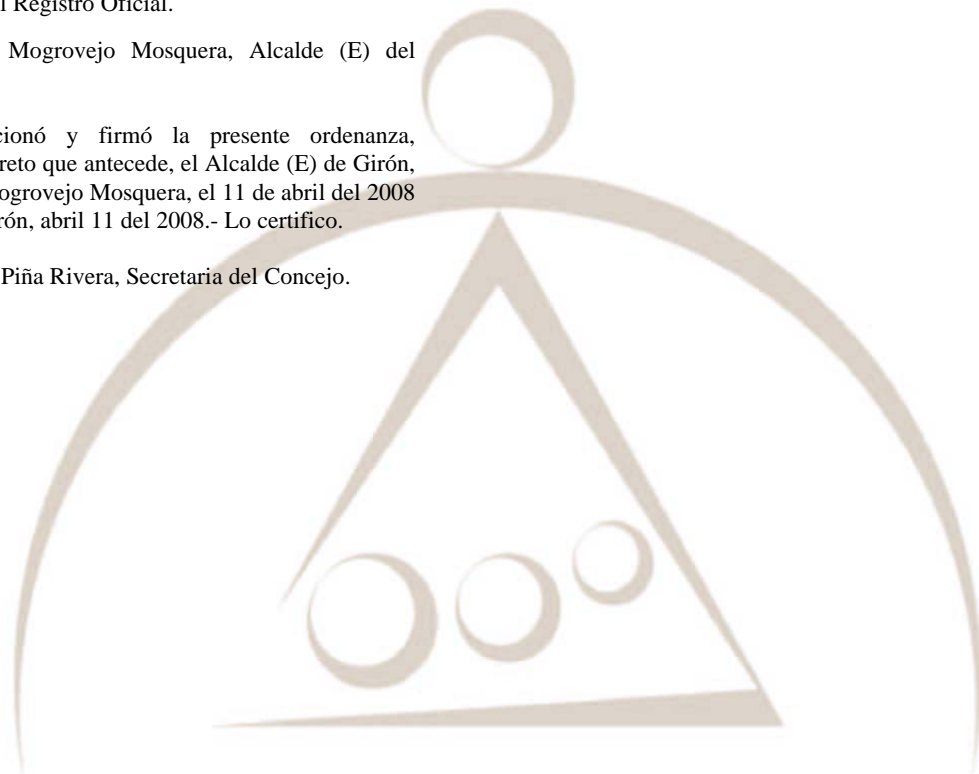 l Registro Oficial.
Mogrovejo Mosquera, Alcalde (E) del
cionó y firmó la presente ordenanza,
reto que antecede, el Alcalde (E) de Girón,
ogrovejo Mosquera, el 11 de abril del 2008
rón, abril 11 del 2008.- Lo certifico.
Piña Rivera, Secretaria del Concejo.